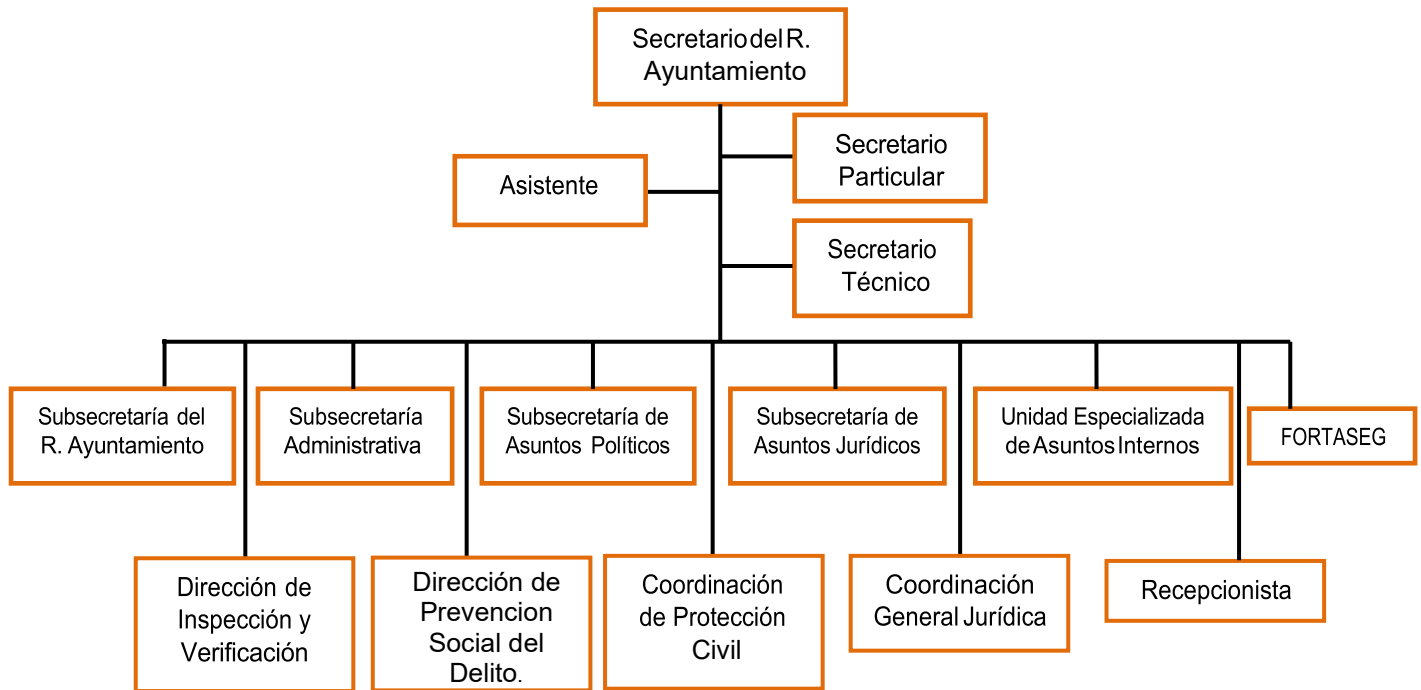 Secretario del R.
Ayuntamiento
Secretario
Particular
Asistente
Secretario
Técnico
Subsecretaría del
R. Ayuntamiento
Subsecretaría
Administrativa
Subsecretaría de
Asuntos Políticos
Subsecretaría de
Asuntos Jurídicos
Unidad Especializada
de Asuntos Internos
FORTASEG
Dirección de
Inspección y
Verificación
Dirección de
Prevencion
Social del
Delito.
Coordinación
de Protección
Civil
Coordinación
General Jurídica
Recepcionista